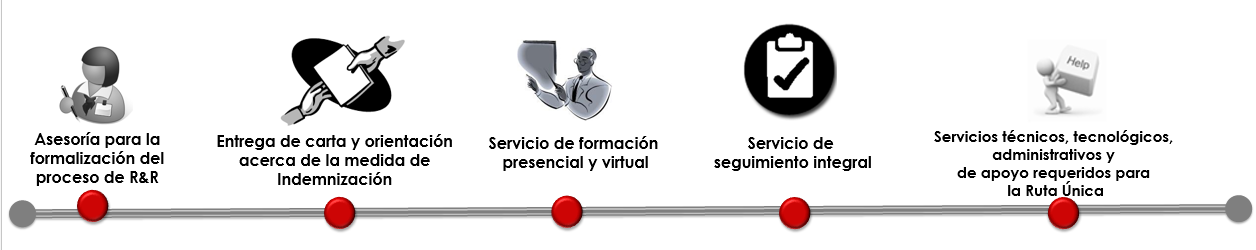 Asesoría para la
formalización del
proceso de R&R
Entrega de carta y orientación
acerca de la medida de
Indemnización
Servicio de formación
presencial y virtual
Servicio de
seguimiento integral
Help
Servicios técnicos, tecnológicos,
administrativos y
de apoyo requeridos para
la Ruta Única